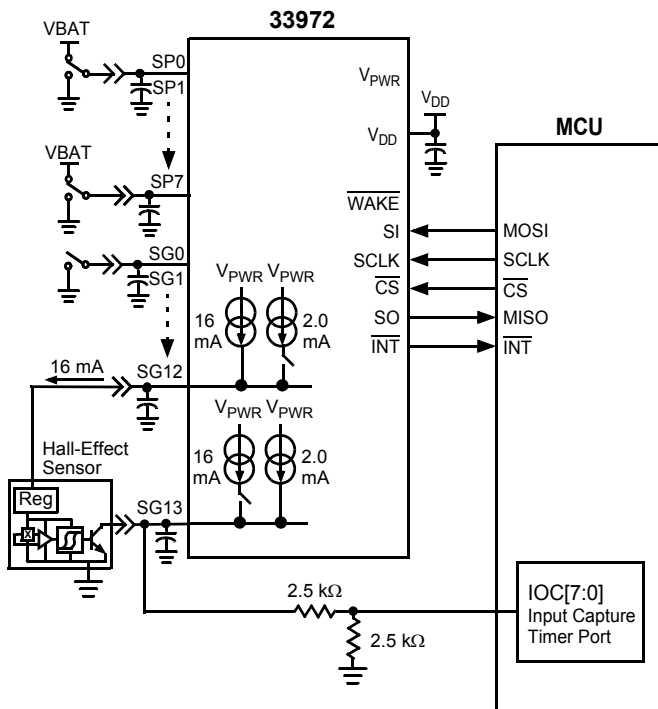 33972
VBAT
SP0
SP1
VPWR
VDD
VDD
MCU
VBAT
SP7
WAKE
SI
MOSI
SG0
SG1
SCLK
SCLK
CS
CS
VPWR VPWR
SO
MISO
16 mA
2.0 mA
INT
INT
16 mA
SG12
VPWR VPWR
Hall-Effect
Sensor
16 mA
2.0 mA
Reg
X
SG13
2.5 kΩ
IOC[7:0]
Input Capture
Timer Port
2.5 kΩ